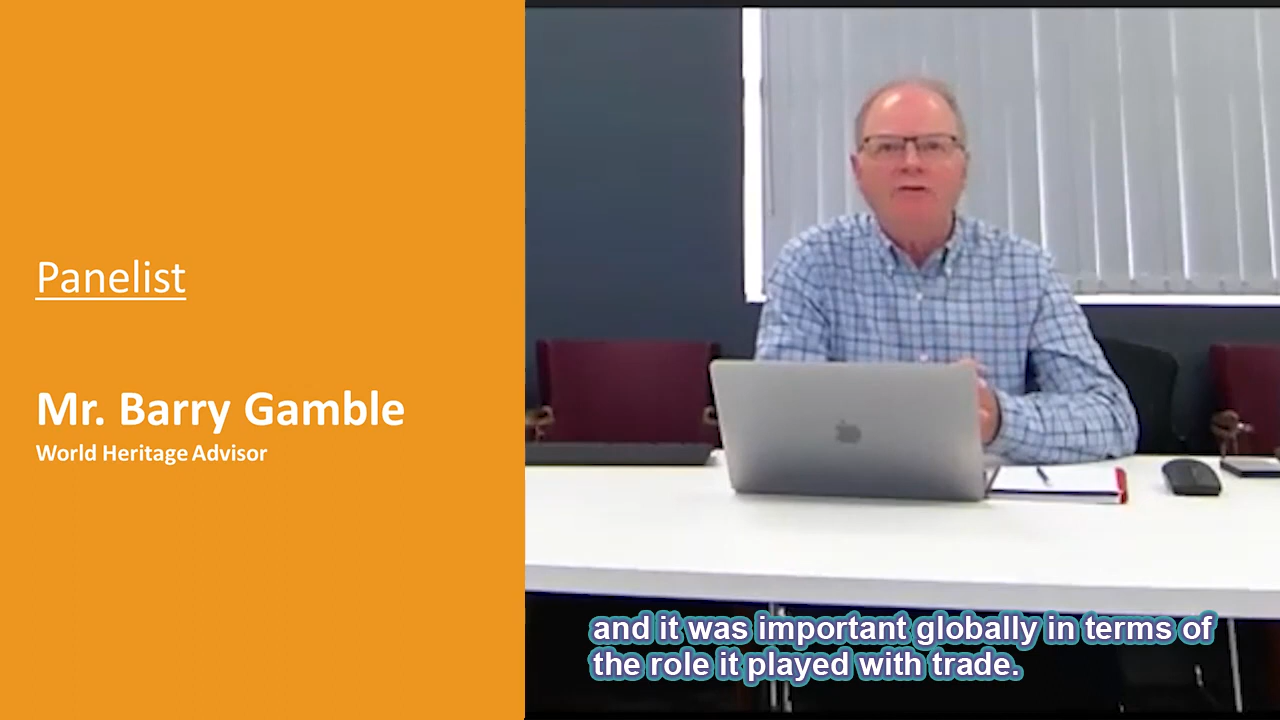 Panelist
Mr. Barry Gamble
World Heritage Advisor
and it was important globally in terms of
the role it played with trade.